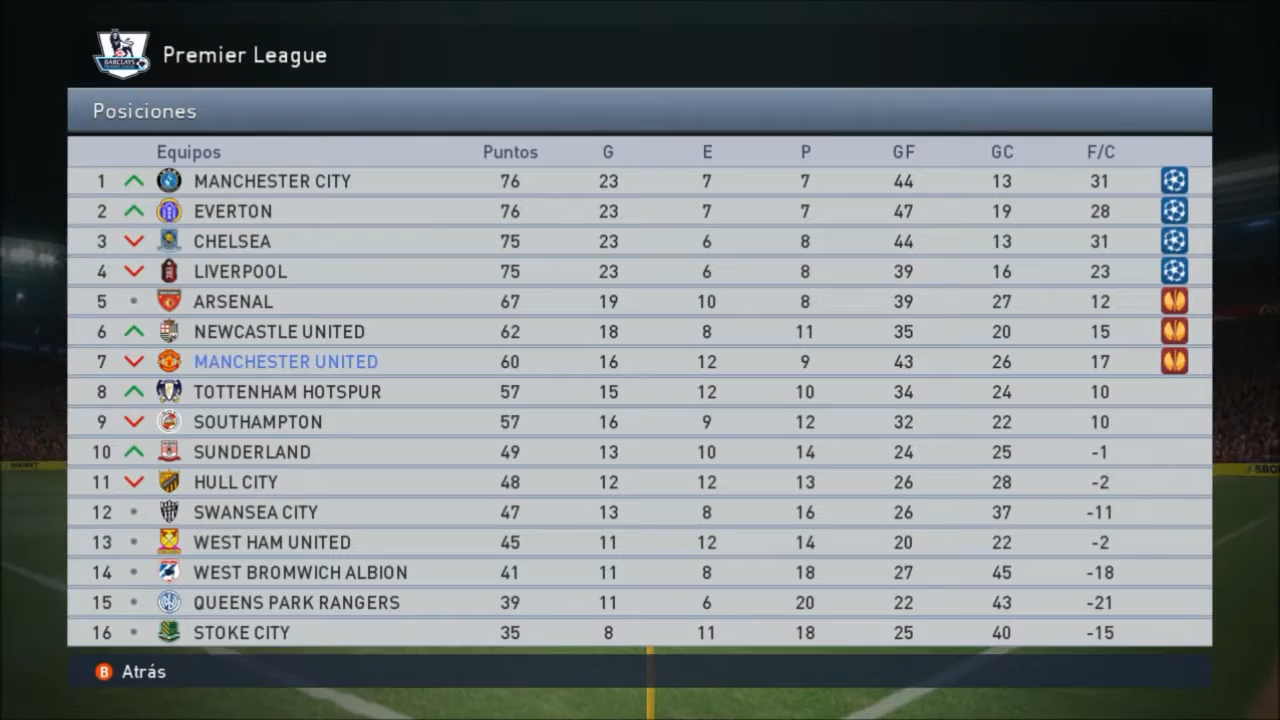 BARCLAYS
Premier League
Posiciones
Equipos Puntos G E P GF GC F/C
1 MANCHESTER CITY 76 23 7 7 44 13 31
2 EVERTON 76 23 7 7 47 19 28
3 CHELSEA 75 23 6 8 44 13 31
4 LIVERPOOL 75 23 6 8 39 16 23
5 ARSENAL 67 19 10 8 39 27 12
6 NEWCASTLE UNITED 62 18 8 11 35 20 15
7 MANCHESTER UNITED 60 16 12 9 43 26 17
8 TOTTENHAM HOTSPUR 57 15 12 10 34 24 10
9 SOUTHAMPTON 57 16 9 12 32 22 10
10 SUNDERLAND 49 13 10 14 24 25 -1
11 HULL CITY 48 12 12 13 26 28 -2
12 SWANSEA CITY 47 13 8 16 26 37 -11
13 WEST HAM UNITED 45 11 12 14 20 22 -2
14 WEST BROMWICH ALBION 41 11 8 18 27 45 -18
15 QUEENS PARK RANGERS 39 11 6 20 22 43 -21
16 STOKE CITY 35 8 11 18 25 40 -15
B Atrás